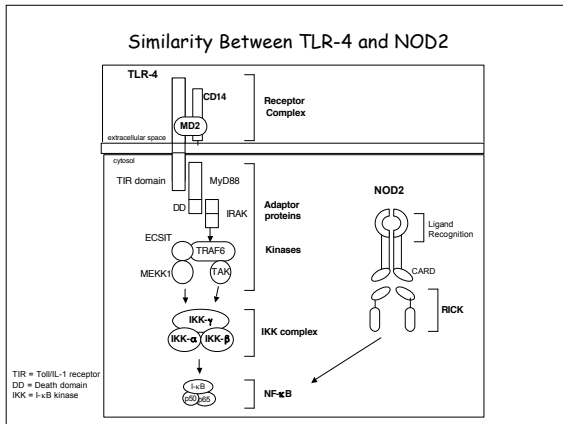 Similarity Between TLR-4 and NOD2
TLR-4
CD14
Receptor
Complex
MD2
extracellular space
cytosol
TIR domain
MyD88
NOD2
DD
IRAK
Adaptor
proteins
Ligand
Recognition
ECSIT
TRAF6
Kinases
MEKK1
TAK
CARD
RICK
IKK-γ
IKK-α
IKK-β
IKK complex
TIR = Toll/IL-1 receptor
DD = Death domain
IKK = I-κB kinase
I-κB
p50
p65
NF-κB